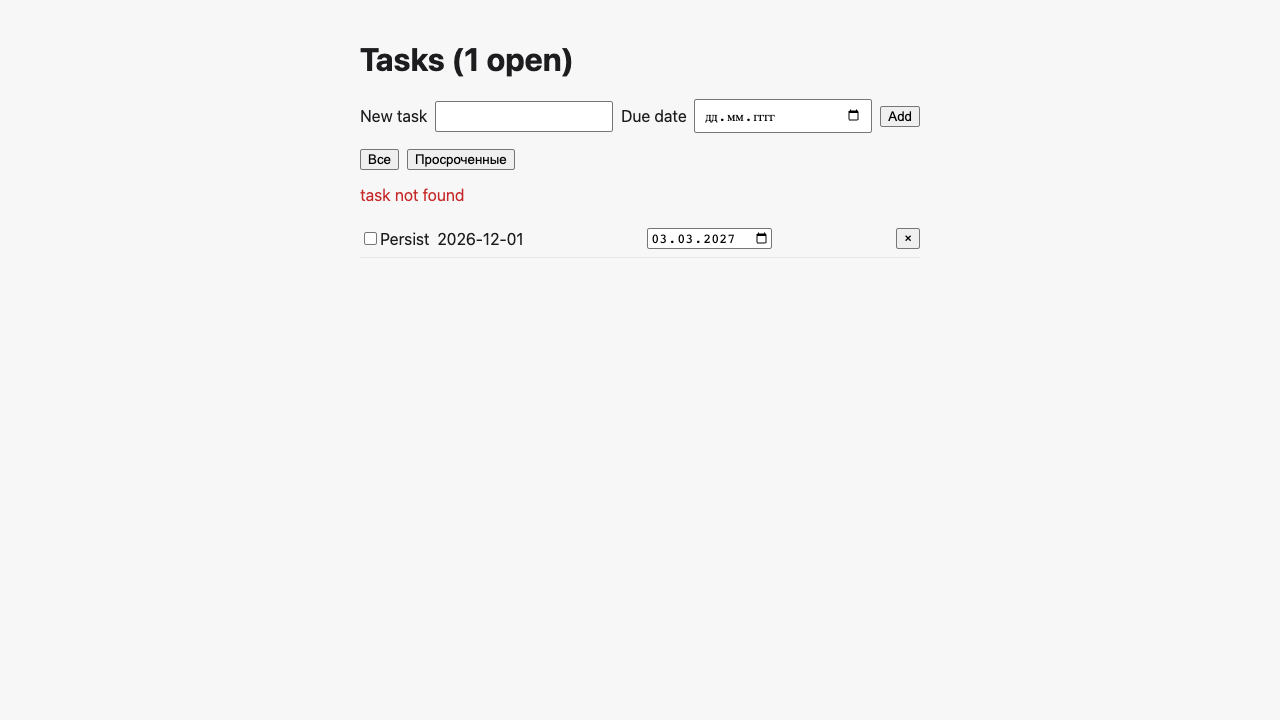 Tasks (1 open)
New task Due date дд.мм.гггг Add
Все Просроченные
task not found
Persist 2026-12-01 03.03.2027 ×